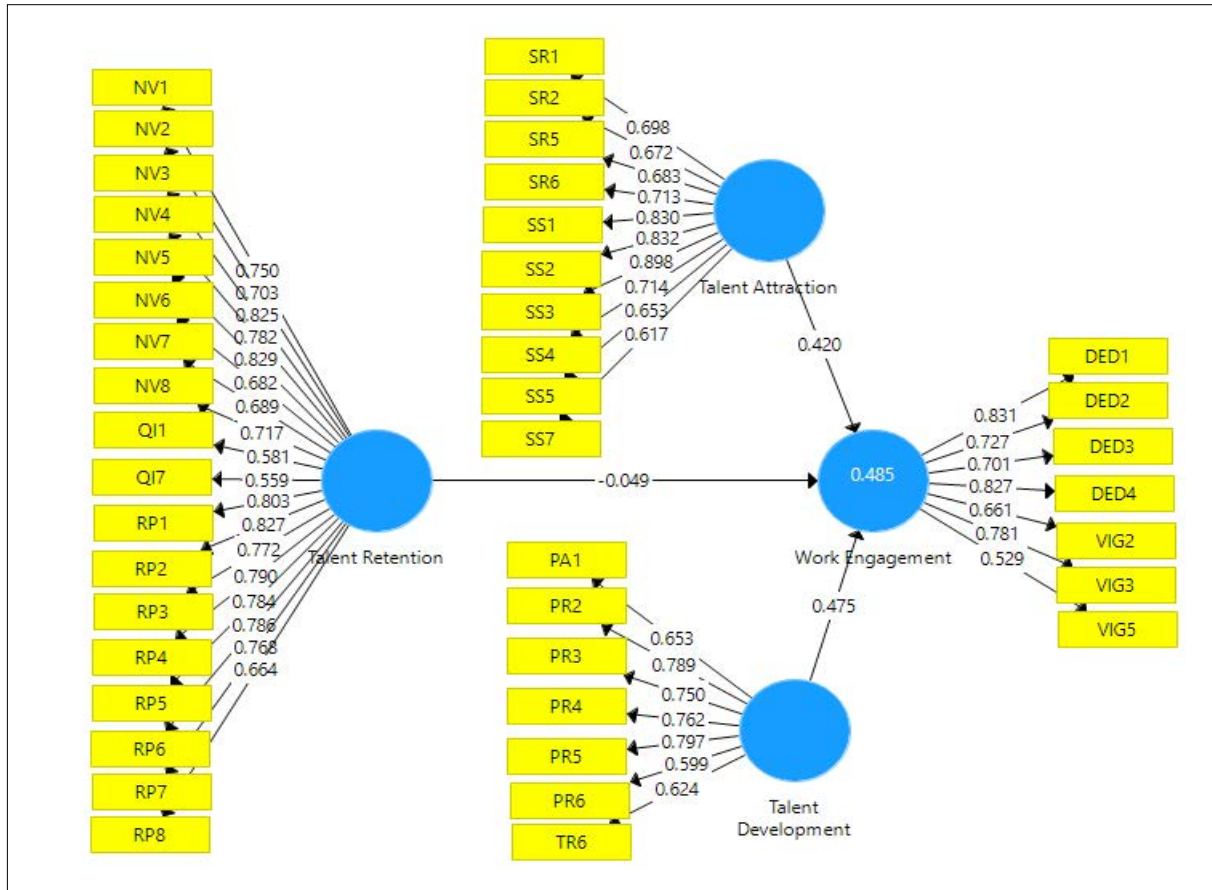 NV1
NV2
NV3
NV4
NV5
NV6
NV7
NV8
QI1
QI7
RP1
RP2
RP3
RP4
RP5
RP6
RP7
RP8
0.750
0.703
0.825
0.782
0.829
0.682
0.689
0.717
0.581
0.559
0.803
0.827
0.772
0.790
0.784
0.786
0.768
0.664
Talent Retention
SR1
SR2
SR5
SR6
SS1
SS2
SS3
SS4
SS5
SS7
0.698
0.672
0.683
0.713
0.830
0.832
0.898
0.714
0.653
0.617
Talent Attraction
0.420
-0.049
0.475
0.485
Work Engagement
PA1
PR2
PR3
PR4
PR5
PR6
TR6
0.653
0.789
0.750
0.762
0.797
0.599
0.624
Talent
Development
0.831
0.727
0.701
0.827
0.661
0.781
0.529
DED1
DED2
DED3
DED4
VIG2
VIG3
VIG5